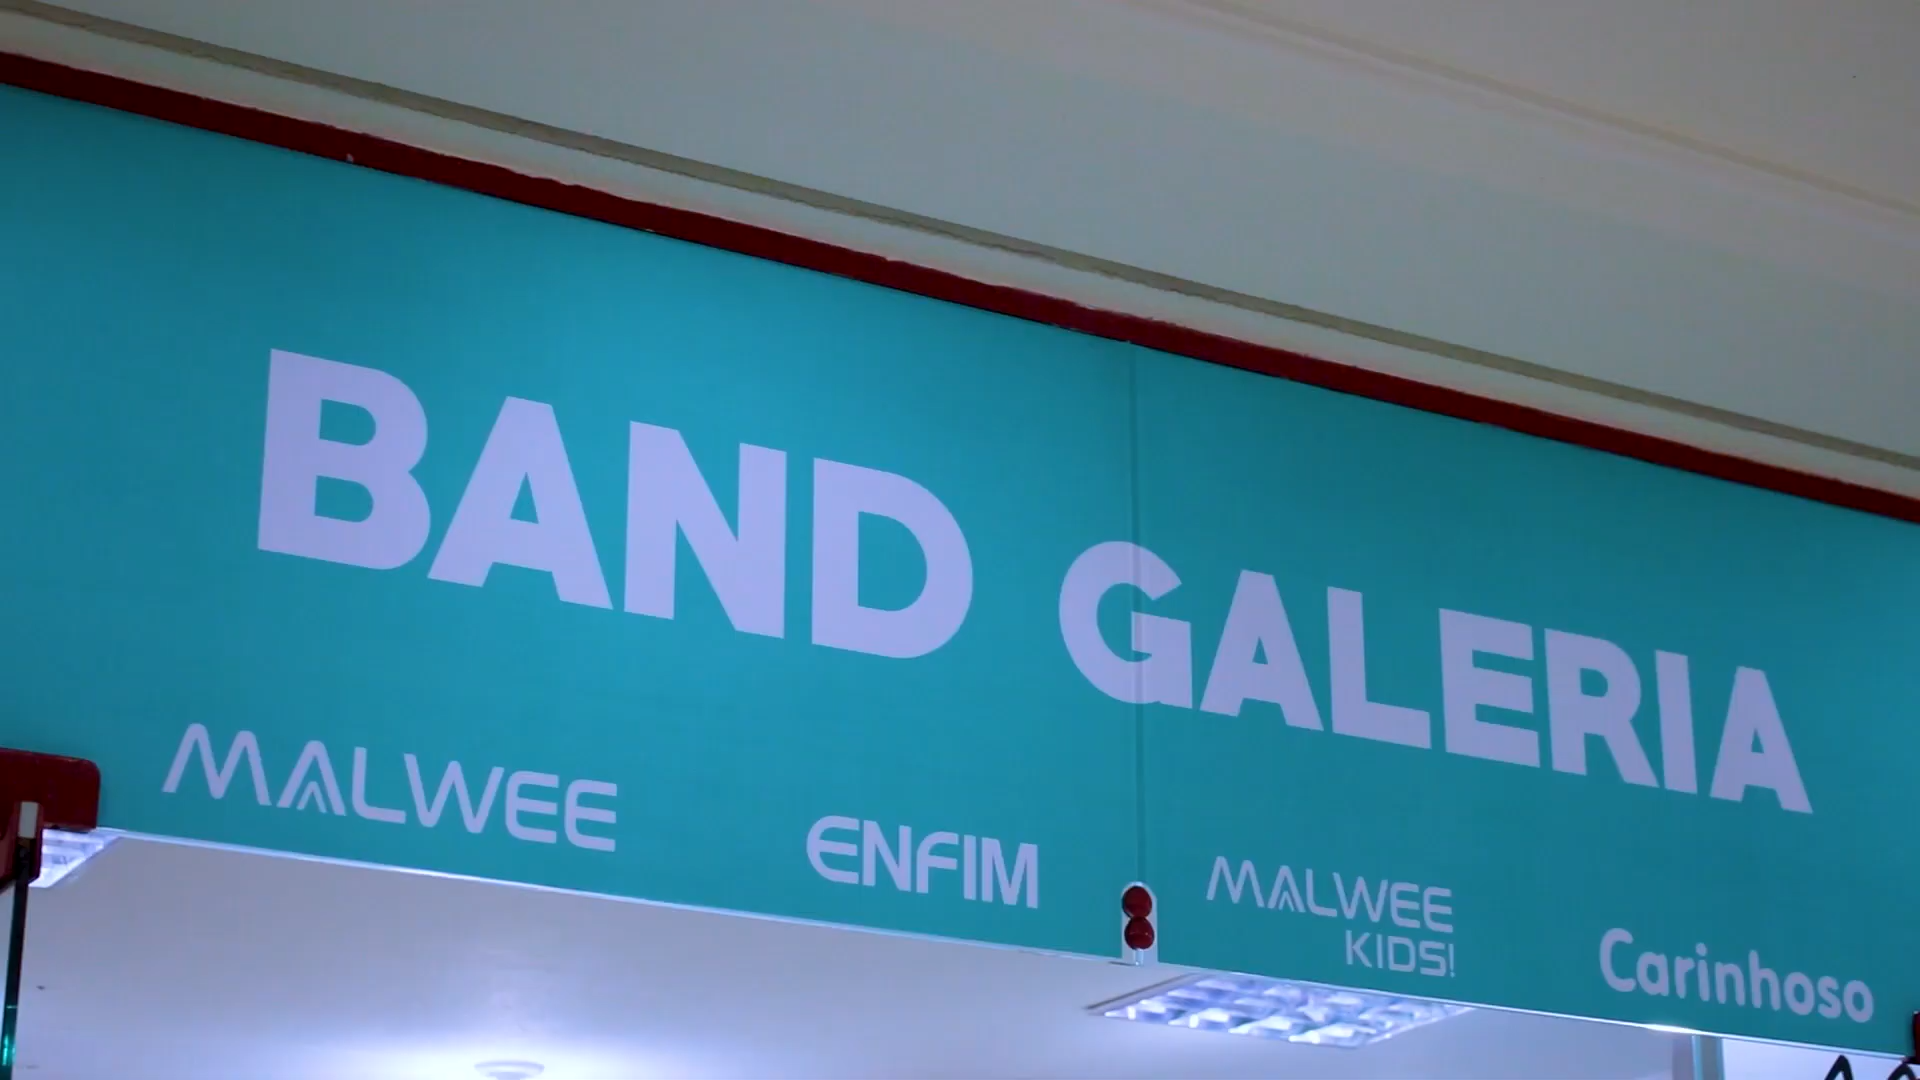 BAND GALERIA
MALWEE
ENFIM
MALWEE
KIDS!
Carinhoso